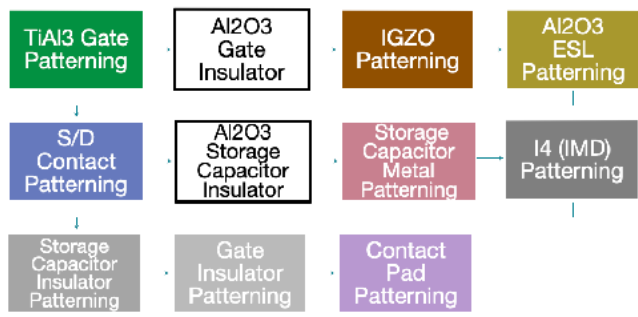 TiAl3 Gate
Patterning
Al2O3
Gate
Insulator
IGZO
Patterning
Al2O3
ESL
Patterning
S/D
Contact
Patterning
Al2O3
Storage
Capacitor
Insulator
Storage
Capacitor
Metal
Patterning
I4 (IMD)
Patterning
Storage
Capacitor
Insulator
Patterning
Gate
Insulator
Patterning
Contact
Pad
Patterning